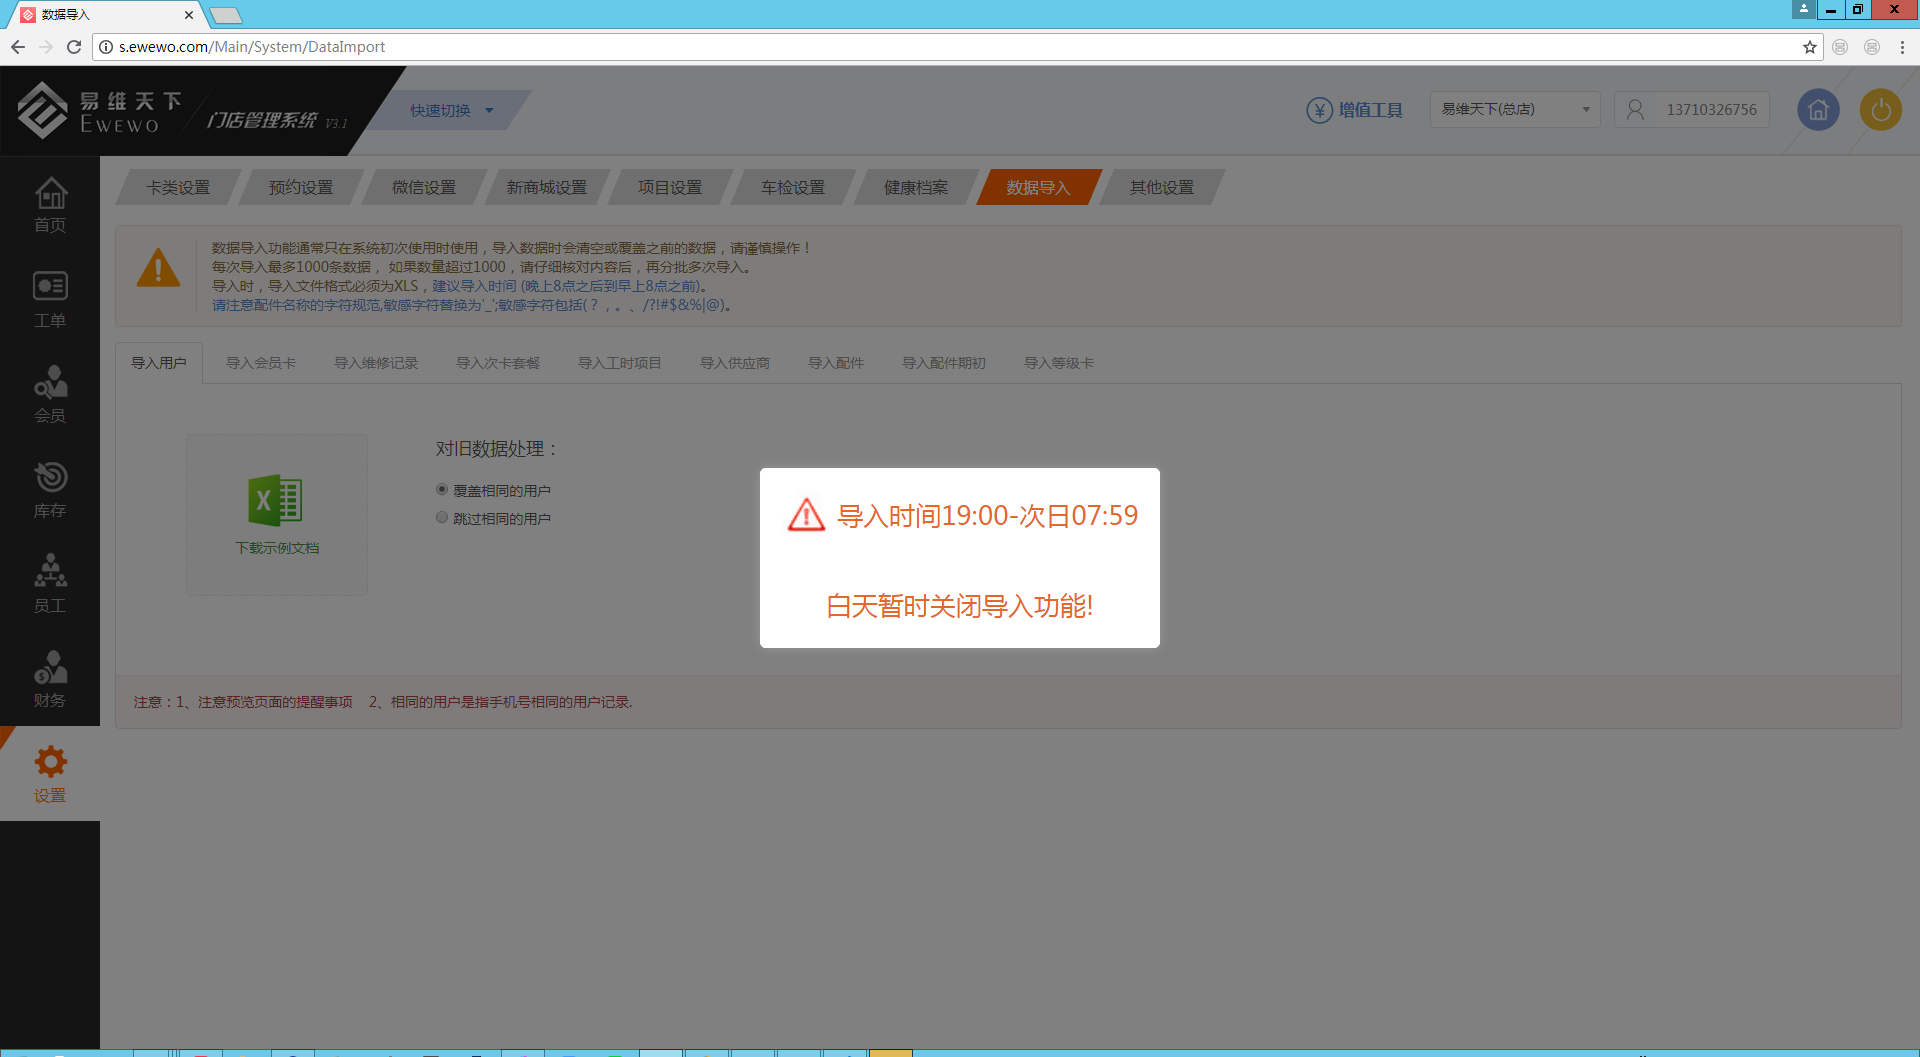 数据导入
s.ewewo.com/Main/System/DataImport
易维天下
EWEWO
门店管理系统 V3.1
快速切换
¥ 增值工具
易维天下(总店)
13710326756
首页
工单
会员
库存
员工
财务
设置
卡类设置 预约设置 微信设置 新商城设置 项目设置 车检设置 健康档案 数据导入 其他设置
数据导入功能通常只在系统初次使用时使用，导入数据时会清空或覆盖之前的数据，请谨慎操作！
每次导入最多1000条数据， 如果数量超过1000，请仔细核对内容后，再分批多次导入。
导入时，导入文件格式必须为XLS，建议导入时间 (晚上8点之后到早上8点之前)。
请注意配件名称的字符规范,敏感字符替换为'_';敏感字符包括(？，。、/?!#$&%|@)。
导入用户 导入会员卡 导入维修记录 导入次卡套餐 导入工时项目 导入供应商 导入配件 导入配件期初 导入等级卡
X
下载示例文档
对旧数据处理：
覆盖相同的用户
跳过相同的用户
导入时间19:00-次日07:59
白天暂时关闭导入功能!
注意：1、注意预览页面的提醒事项 2、相同的用户是指手机号相同的用户记录.